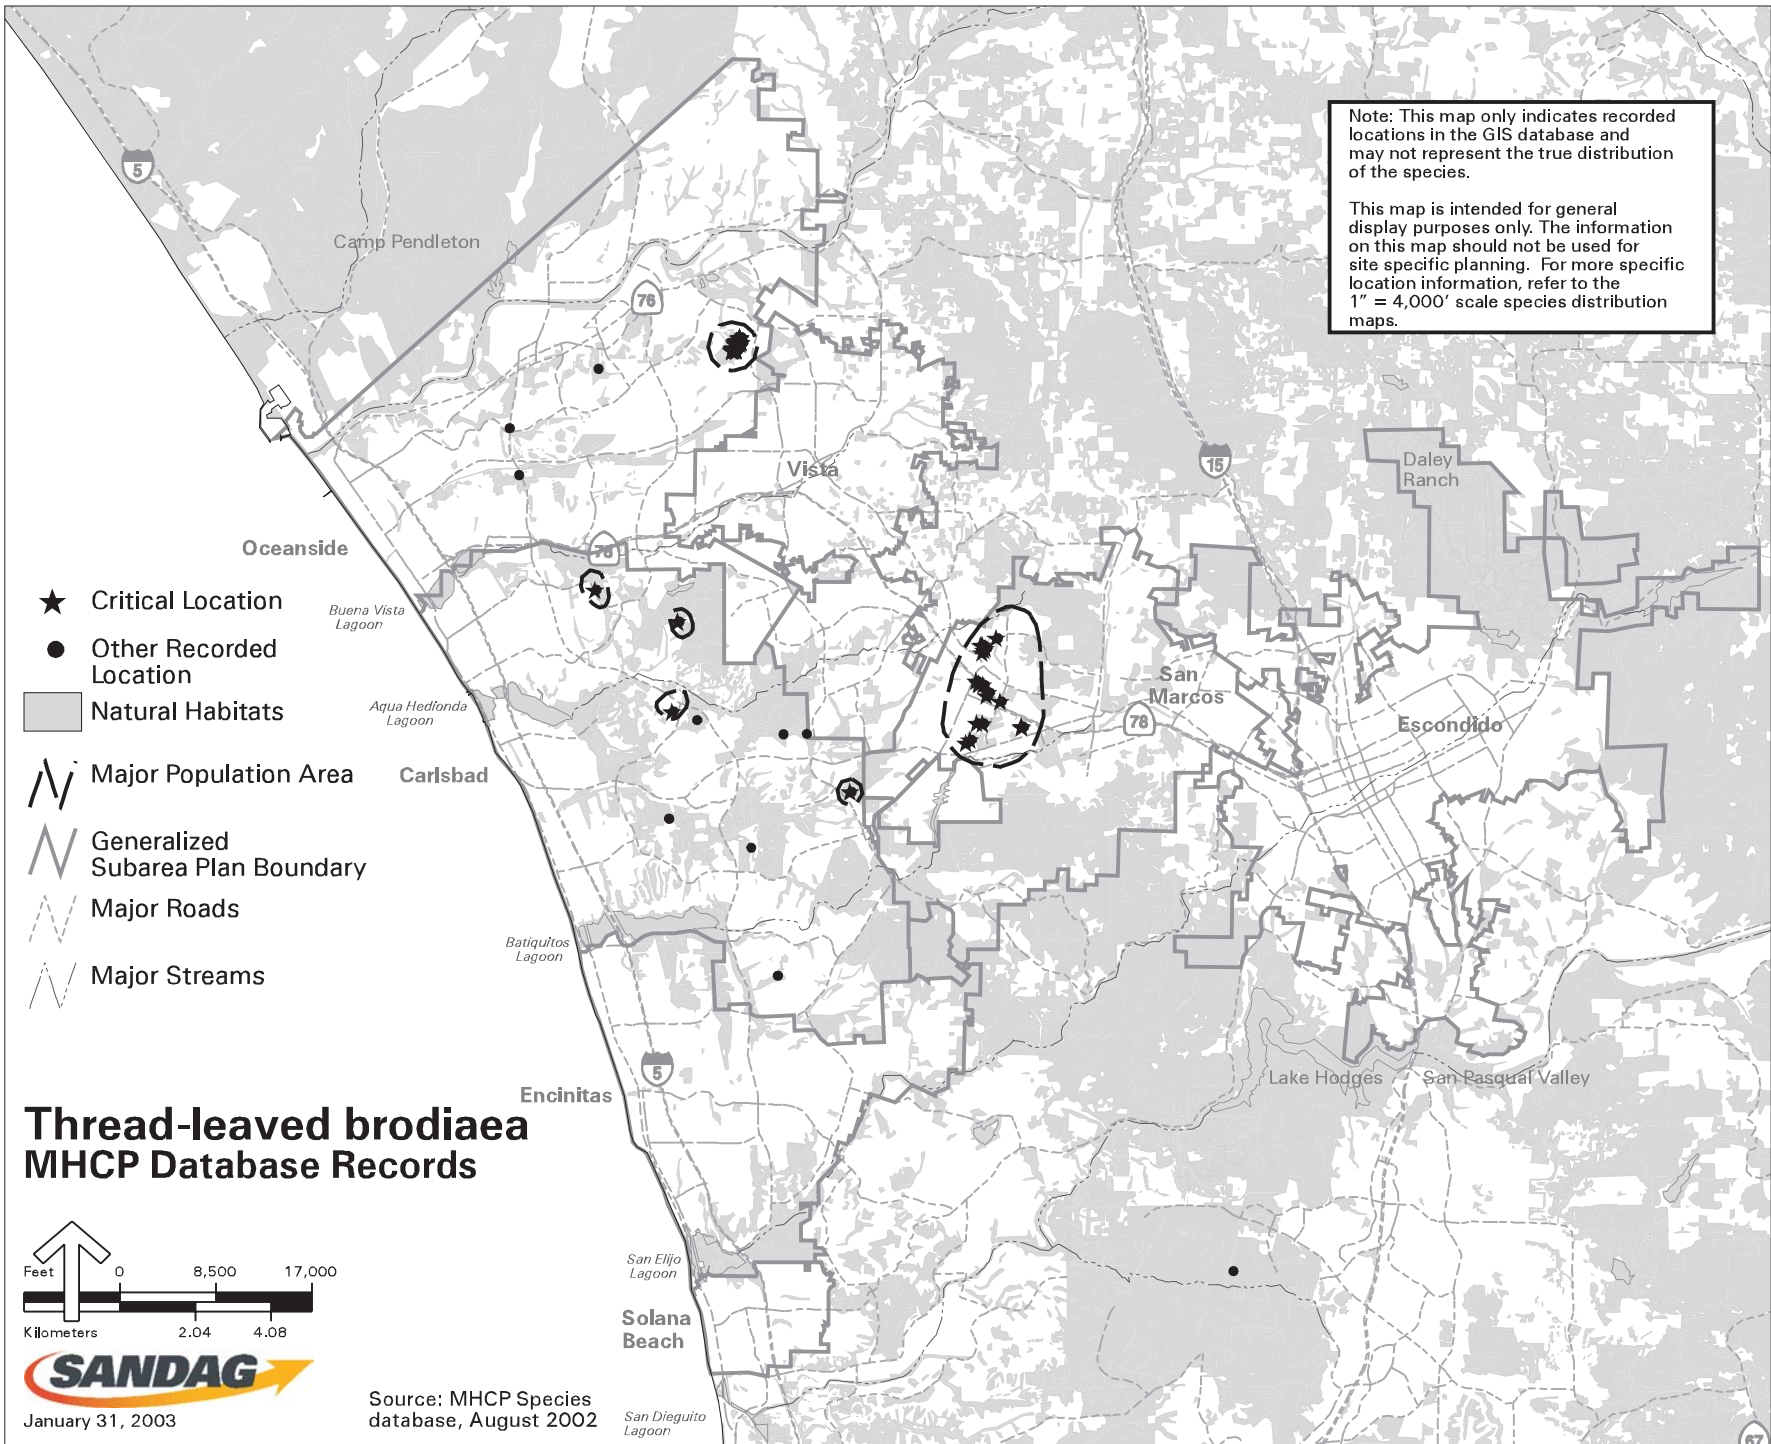 Note: This map only indicates recorded
locations in the GIS database and
may not represent the true distribution
of the species.
This map is intended for general
display purposes only. The information
on this map should not be used for
site specific planning. For more specific
location information, refer to the
1” = 4,000’ scale species distribution
maps.
5
Camp Pendleton
76
15
Daley
Ranch
Vista
Oceanside
78
Critical Location
Buena Vista
Lagoon
Other Recorded
Location
San
Marcos
Natural Habitats
Aqua Hedionda
Lagoon
78
Escondido
Major Population Area
Carlsbad
Generalized
Subarea Plan Boundary
Major Roads
Batiquitos
Lagoon
Major Streams
5
Encinitas
Lake Hodges
San Pasqual Valley
Thread-leaved brodiaea
MHCP Database Records
San Elijo
Lagoon
Feet 0 8,500 17,000
Kilometers 2.04 4.08
Solana
Beach
SANDAG
January 31, 2003
Source: MHCP Species
database, August 2002
San Dieguito
Lagoon
67